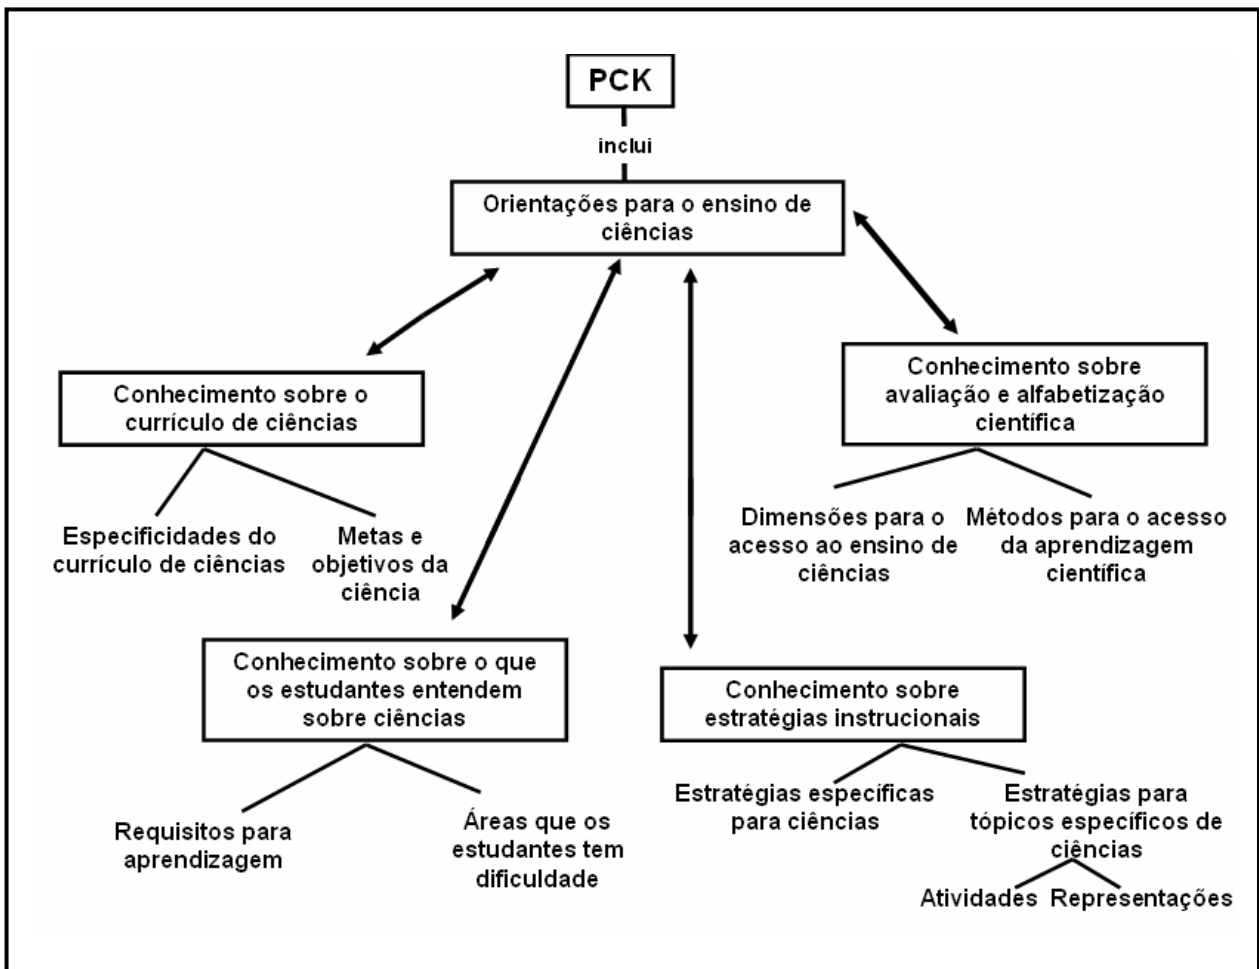 PCK
inclui
Orientações para o ensino de
ciências
Conhecimento sobre o
currículo de ciências
Especificidades do
currículo de ciências
Metas e
objetivos da
ciência
Conhecimento sobre
avaliação e alfabetização
científica
Dimensões para o
acesso ao ensino de
ciências
Métodos para o acesso
da aprendizagem
científica
Conhecimento sobre o que
os estudantes entendem
sobre ciências
Requisitos para
aprendizagem
Áreas que os
estudantes tem
dificuldade
Conhecimento sobre
estratégias instrucionais
Estratégias específicas
para ciências
Estratégias para
tópicos específicos de
ciências
Atividades
Representações